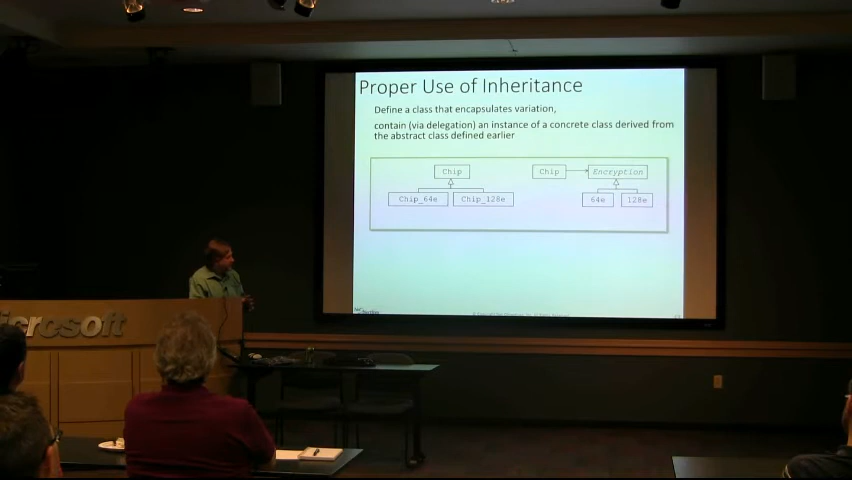 Proper Use of Inheritance
Define a class that encapsulates variation,
contain (via delegation) an instance of a concrete class derived from
the abstract class defined earlier
Chip
Chip
Encryption
Chip_64e
Chip_128e
64e
128e
crosoft